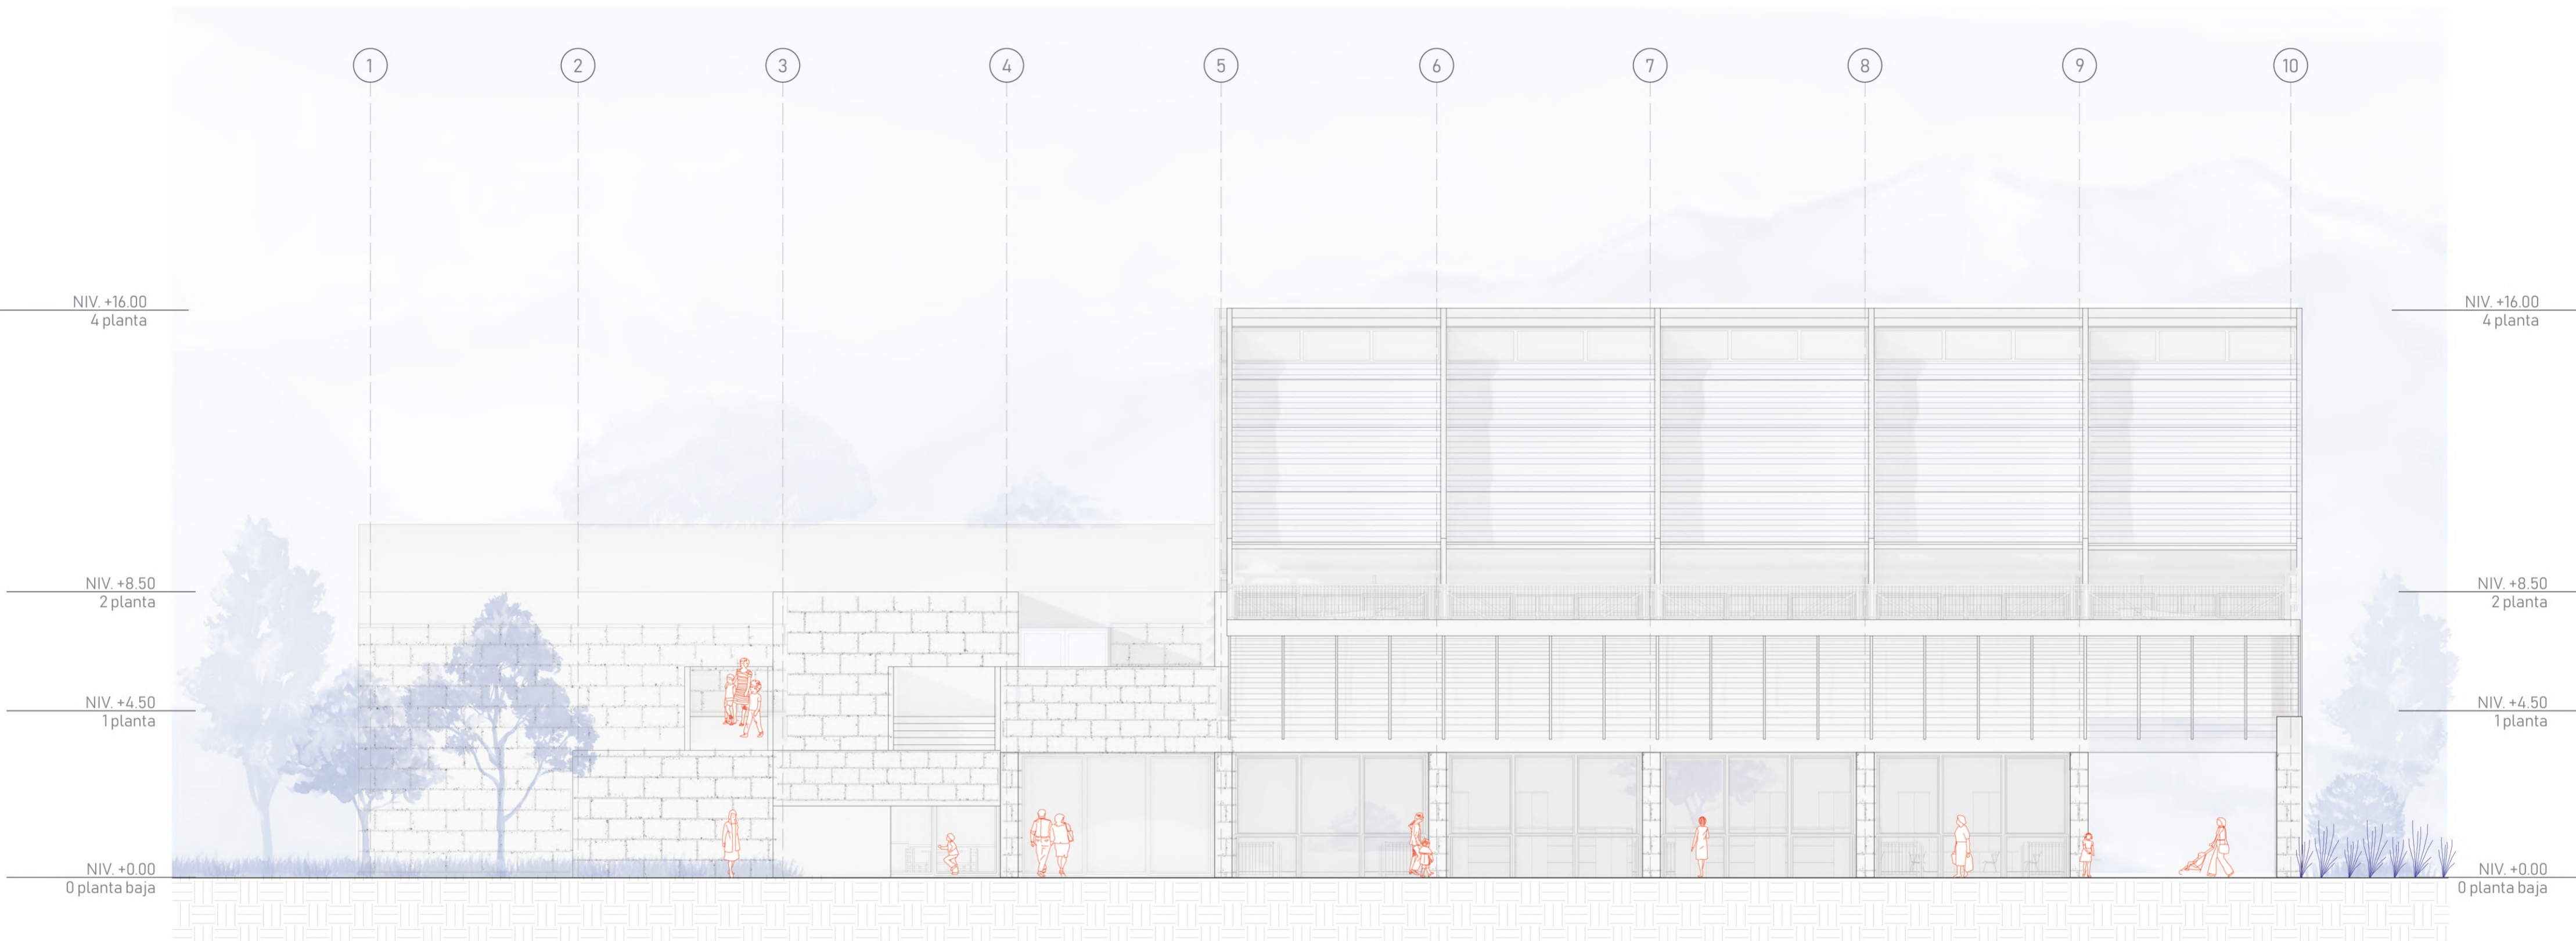 1 2 3 4 5 6 7 8 9 10
NIV. +16.00
4 planta
NIV. +16.00
4 planta
NIV. +8.50
2 planta
NIV. +8.50
2 planta
NIV. +4.50
1 planta
NIV. +4.50
1 planta
NIV. +0.00
0 planta baja
NIV. +0.00
0 planta baja